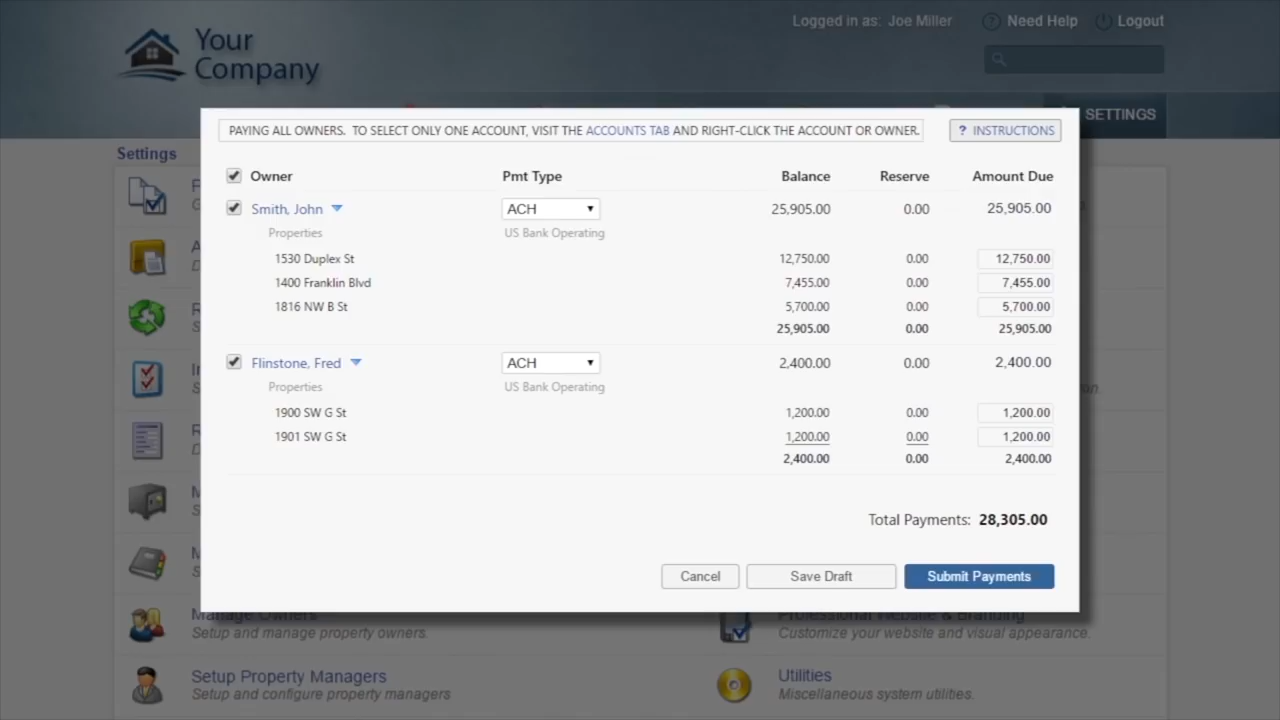 Logged in as: Joe Miller
Need Help
Logout
Your
Company
SETTINGS
PAYING ALL OWNERS. TO SELECT ONLY ONE ACCOUNT, VISIT THE ACCOUNTS TAB AND RIGHT-CLICK THE ACCOUNT OR OWNER.
? INSTRUCTIONS
Settings
Owner Pmt Type Balance Reserve Amount Due
Smith, John ACH 25,905.00 0.00 25,905.00
Properties US Bank Operating
1530 Duplex St 12,750.00 0.00 12,750.00
1400 Franklin Blvd 7,455.00 0.00 7,455.00
1816 NW B St 5,700.00 0.00 5,700.00
25,905.00 0.00 25,905.00
Flinstone, Fred ACH 2,400.00 0.00 2,400.00
Properties US Bank Operating
1900 SW G St 1,200.00 0.00 1,200.00
1901 SW G St 1,200.00 0.00 1,200.00
2,400.00 0.00 2,400.00
Total Payments: 28,305.00
Cancel
Save Draft
Submit Payments
Manage Owners
Setup and manage property owners.
Professional Website & Branding
Customize your website and visual appearance.
Setup Property Managers
Setup and configure property managers
Utilities
Miscellaneous system utilities.